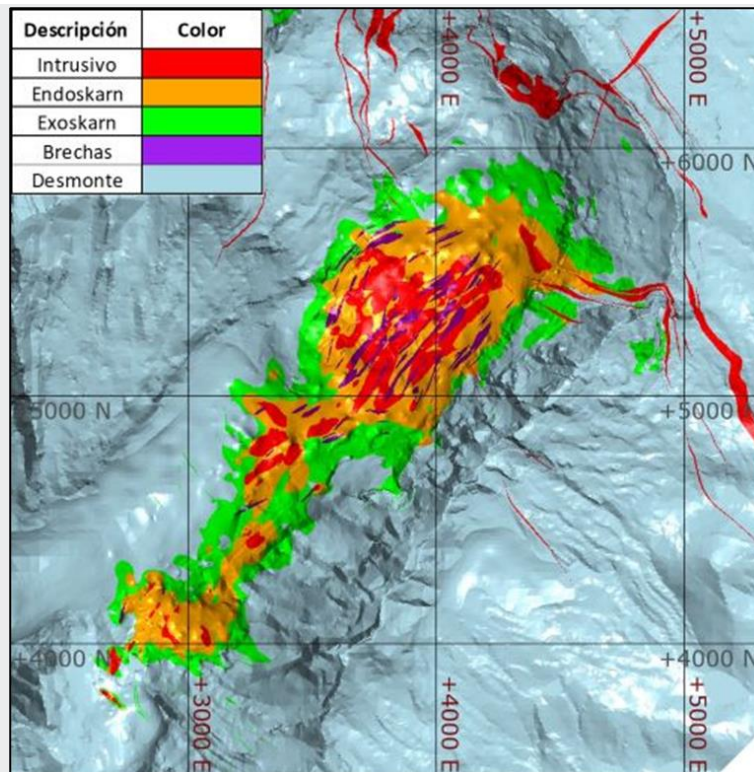 Descripción Color
Intrusivo
Endoskarn
Exoskarn
Brechas
Desmonte
+4000 E
+5000 E
+6000 N
5000 N
+5000 N
+4000 N
+4000 N
+3000 E
+4000 E
+5000 E